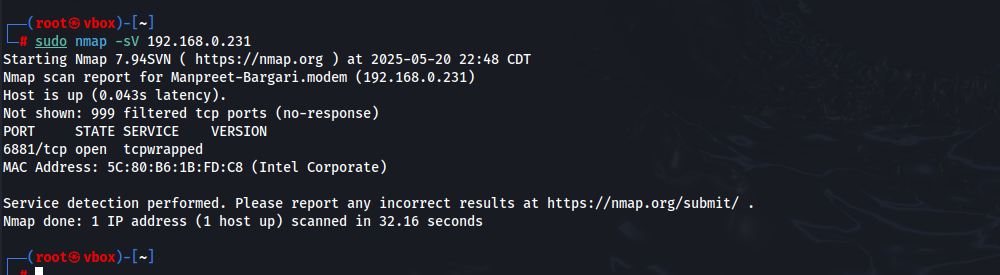 ┌──(root㉿vbox)-[~]
└─# sudo nmap -sV 192.168.0.231
Starting Nmap 7.94SVN ( https://nmap.org ) at 2025-05-20 22:48 CDT
Nmap scan report for Manpreet-Bargari.modem (192.168.0.231)
Host is up (0.043s latency).
Not shown: 999 filtered tcp ports (no-response)
PORT     STATE SERVICE    VERSION
6881/tcp open  tcpwrapped
MAC Address: 5C:80:B6:1B:FD:C8 (Intel Corporate)
Service detection performed. Please report any incorrect results at https://nmap.org/submit/ .
Nmap done: 1 IP address (1 host up) scanned in 32.16 seconds
┌──(root㉿vbox)-[~]
└─#